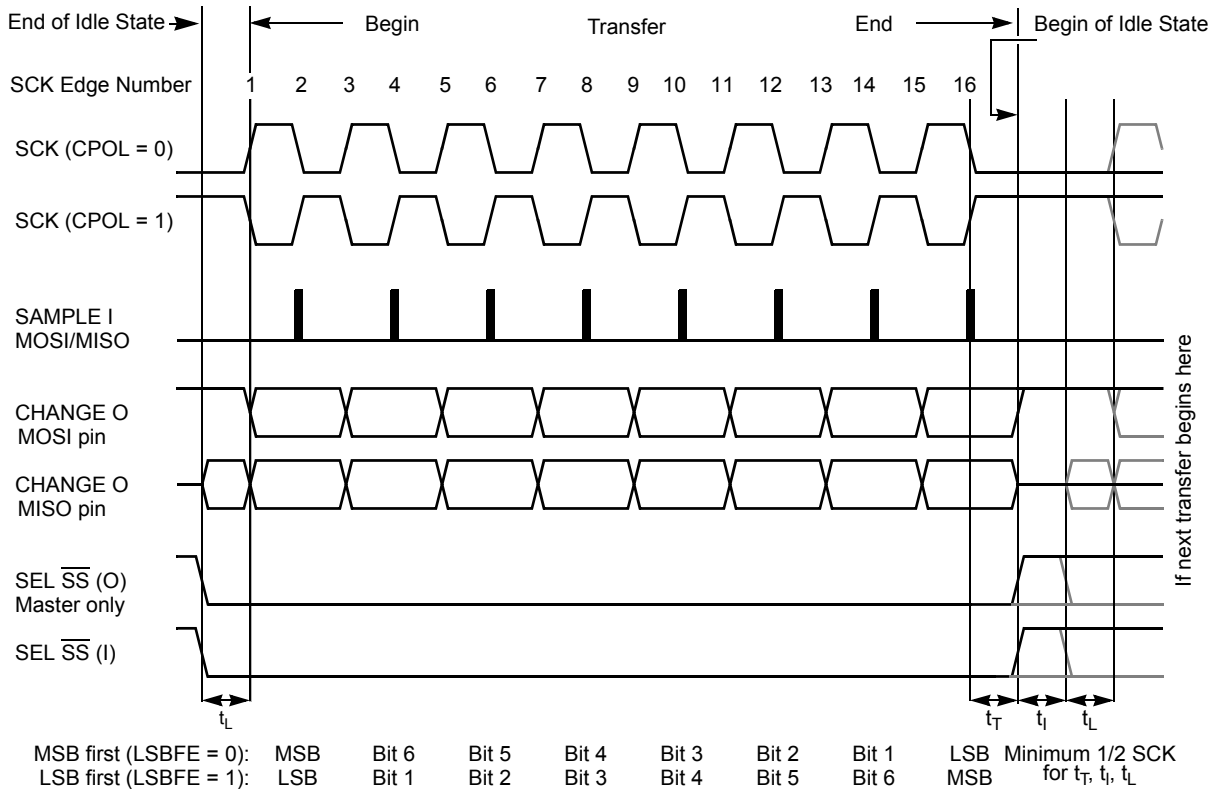 End of Idle State Begin Transfer End Begin of Idle State
SCK Edge Number 1 2 3 4 5 6 7 8 9 10 11 12 13 14 15 16
SCK (CPOL = 0)
SCK (CPOL = 1)
SAMPLE I
MOSI/MISO
CHANGE O
MOSI pin
CHANGE O
MISO pin
SEL SS (O)
Master only
SEL SS (I)
If next transfer begins here
tL tT tI tL
MSB first (LSBFE = 0): MSB Bit 6 Bit 5 Bit 4 Bit 3 Bit 2 Bit 1 LSB Minimum 1/2 SCK
LSB first (LSBFE = 1): LSB Bit 1 Bit 2 Bit 3 Bit 4 Bit 5 Bit 6 MSB for tT, tI, tL